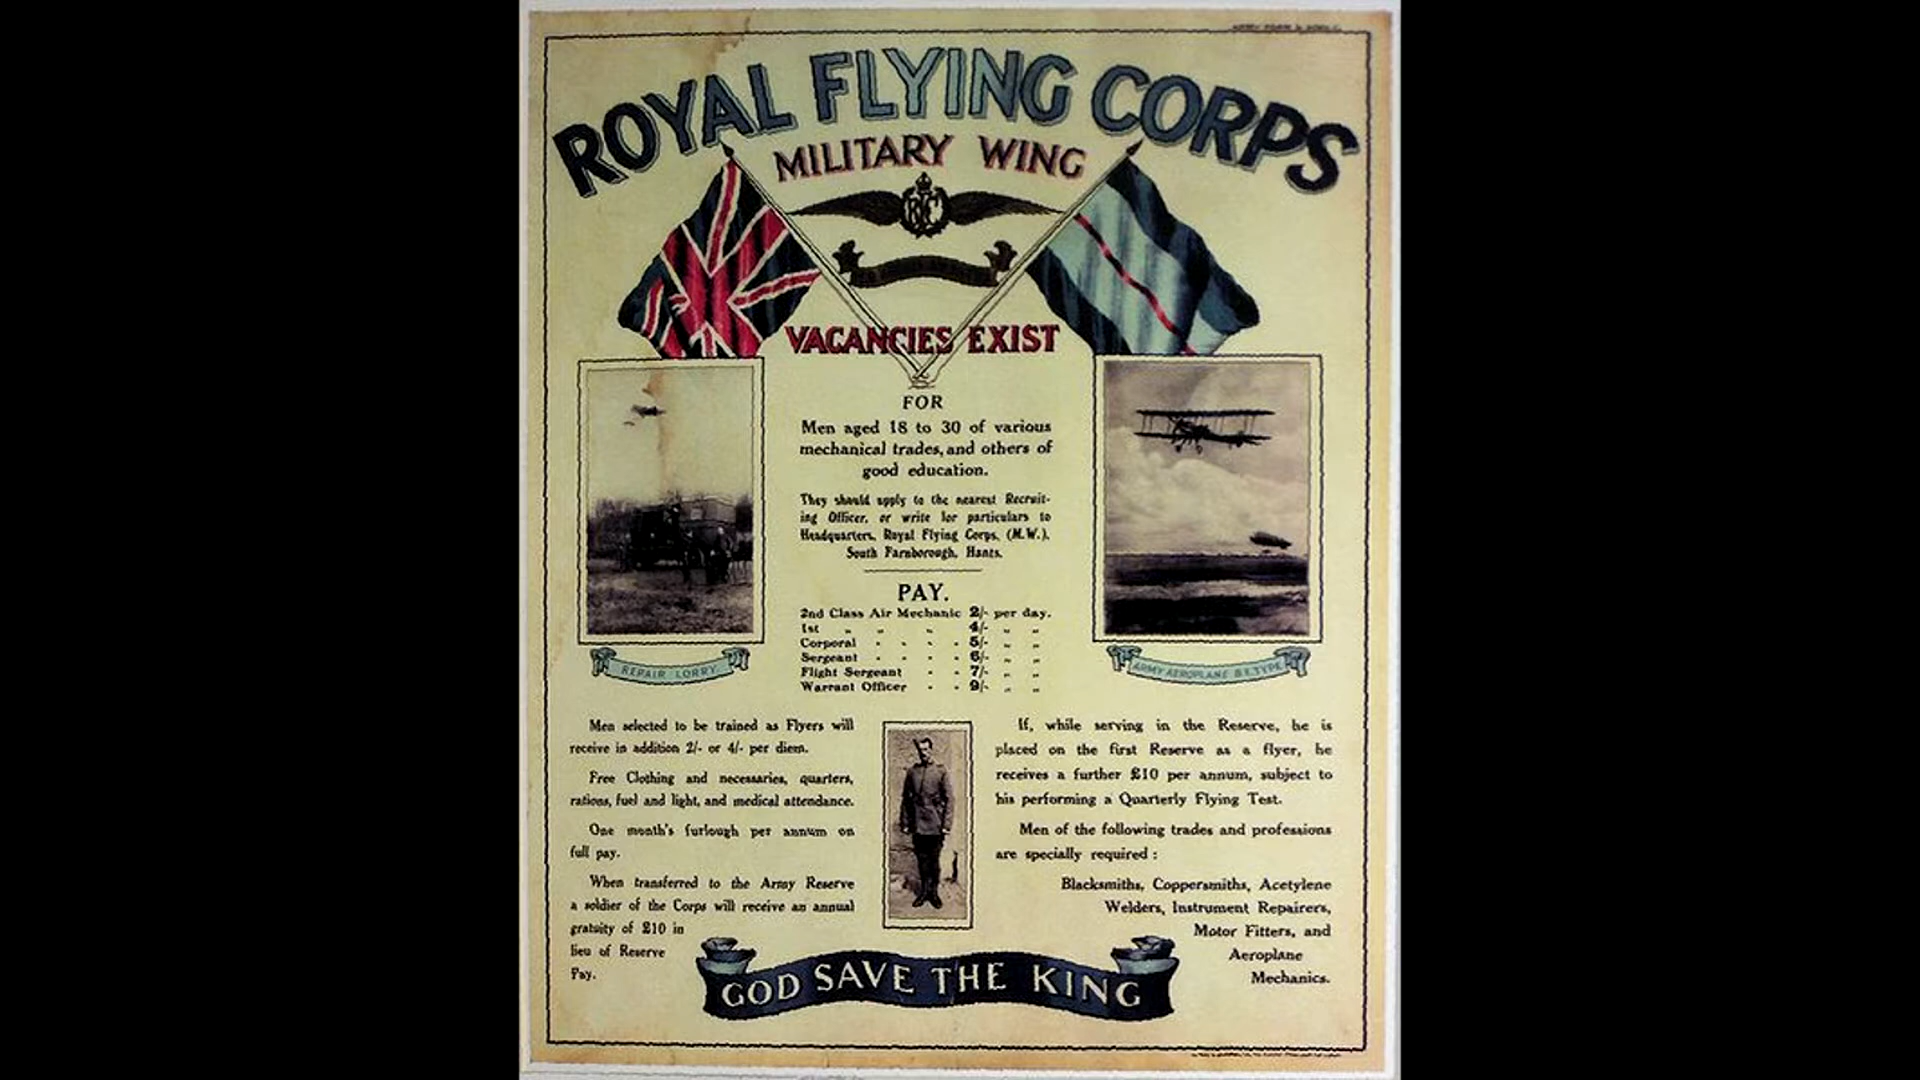 ROYAL FLYING CORPS
MILITARY WING
RFC
VACANCIES EXIST
FOR
Men aged 18 to 30 of various
mechanical trades, and others of
good education.
They should apply to the nearest Recruit-
ing Officer, or write for particulars to
Headquarters, Royal Flying Corps, (M.W.),
South Farnborough, Hants.
PAY.
2nd Class Air Mechanic 2/- per day.
1st " " " 4/- " "
Corporal - - - - 5/- " "
Sergeant - - - - 6/- " "
Flight Sergeant - - 7/- " "
Warrant Officer - - 9/- " "
REPAIR LORRY.
ARMY AEROPLANE B.E. TYPE
Men selected to be trained as Flyers will
receive in addition 2/- or 4/- per diem.
Free Clothing and necessaries, quarters,
rations, fuel and light, and medical attendance.
One month's furlough per annum on
full pay.
When transferred to the Army Reserve
a soldier of the Corps will receive an annual
gratuity of £10 in
lieu of Reserve
Pay.
If, while serving in the Reserve, he is
placed on the first Reserve as a flyer, he
receives a further £10 per annum, subject to
his performing a Quarterly Flying Test.
Men of the following trades and professions
are specially required :
Blacksmiths, Coppersmiths, Acetylene
Welders, Instrument Repairers,
Motor Fitters, and
Aeroplane
Mechanics.
GOD SAVE THE KING